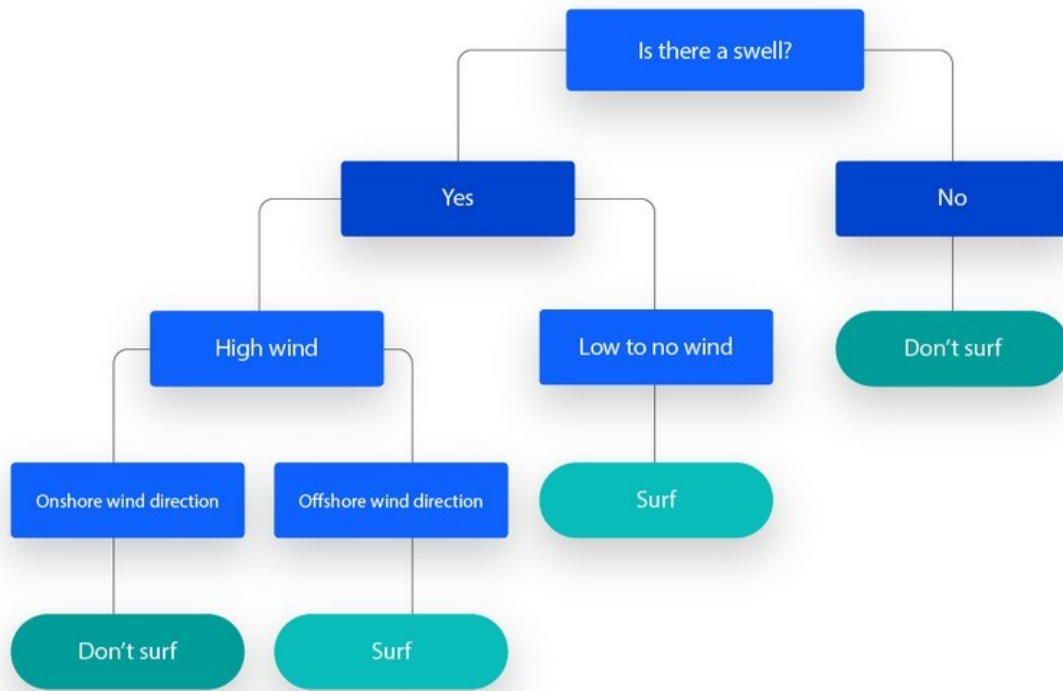 Is there a swell?
Yes
No
High wind
Low to no wind
Don't surf
Onshore wind direction
Offshore wind direction
Surf
Don't surf
Surf